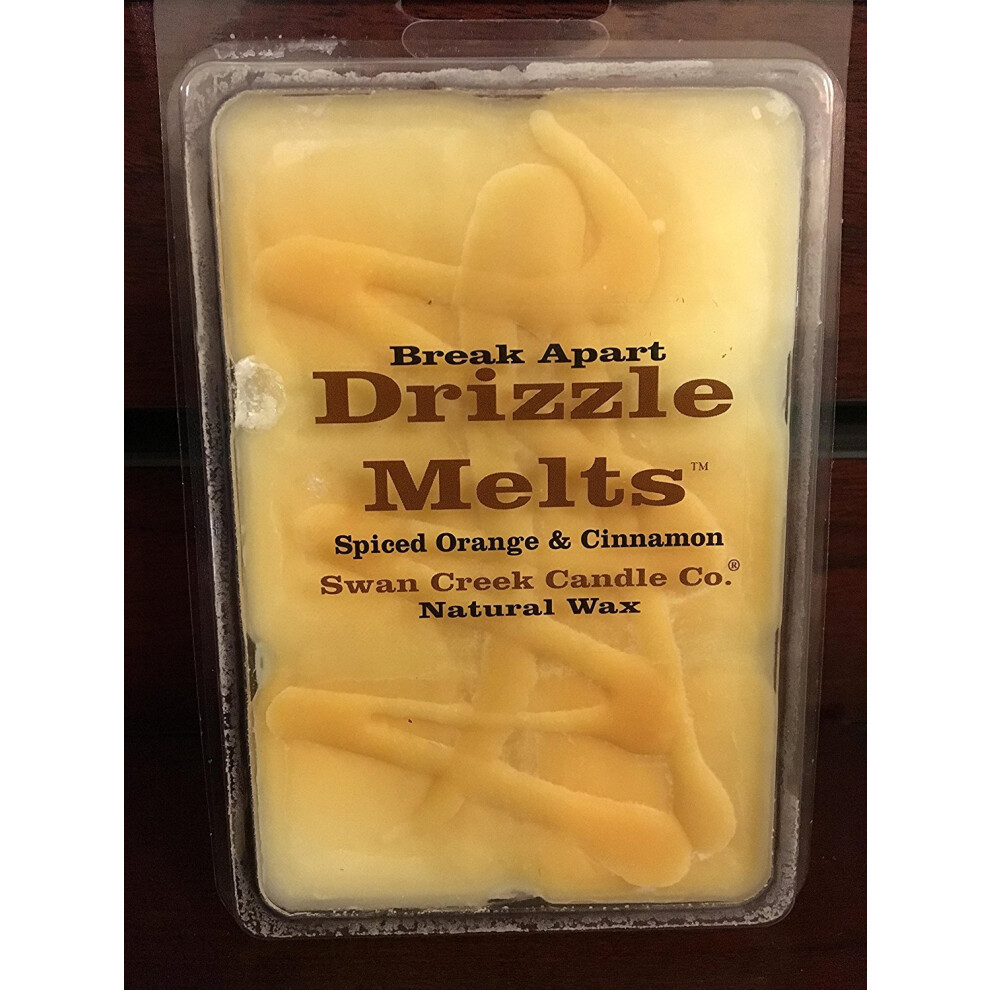 Break Apart
Drizzle
Melts™
Spiced Orange & Cinnamon
Swan Creek Candle Co.®
Natural Wax